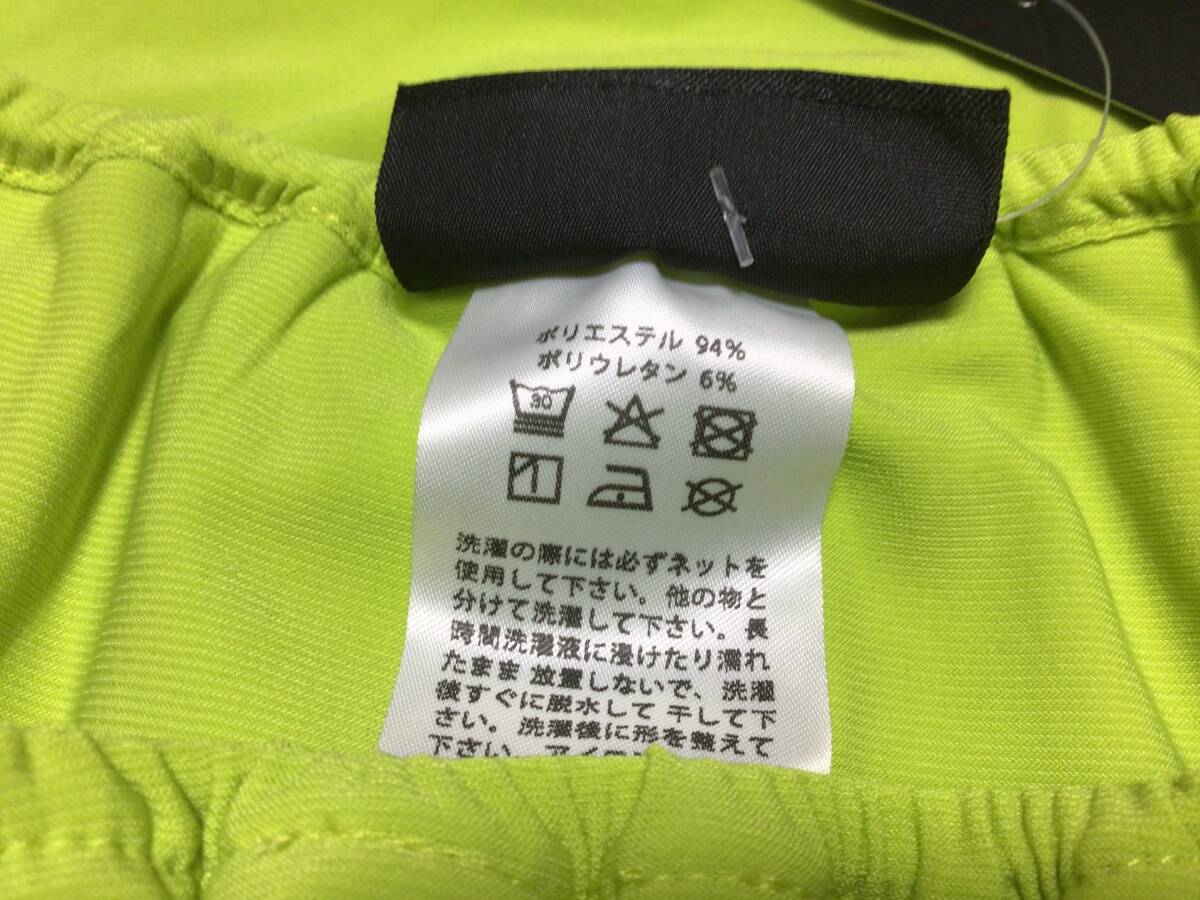 ポリエステル 94%
ポリウレタン 6%
30
洗濯の際には必ずネットを
使用して下さい。他の物と
分けて洗濯して下さい。長
時間洗濯液に浸けたり濡れ
たまま放置しないで、洗濯
後すぐに脱水して干して下
さい。洗濯後に形を整えて
下さい。